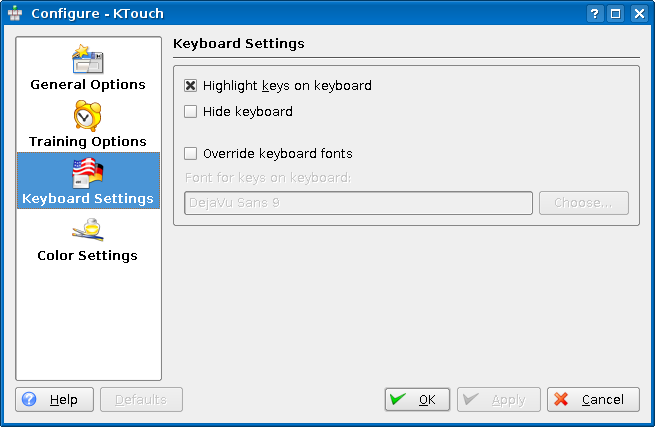 Configure - KTouch
?
General Options
Training Options
Keyboard Settings
Color Settings
Keyboard Settings
Highlight keys on keyboard
Hide keyboard
Override keyboard fonts
Font for keys on keyboard:
DejaVu Sans 9
Choose...
Help
Defaults
OK
Apply
Cancel